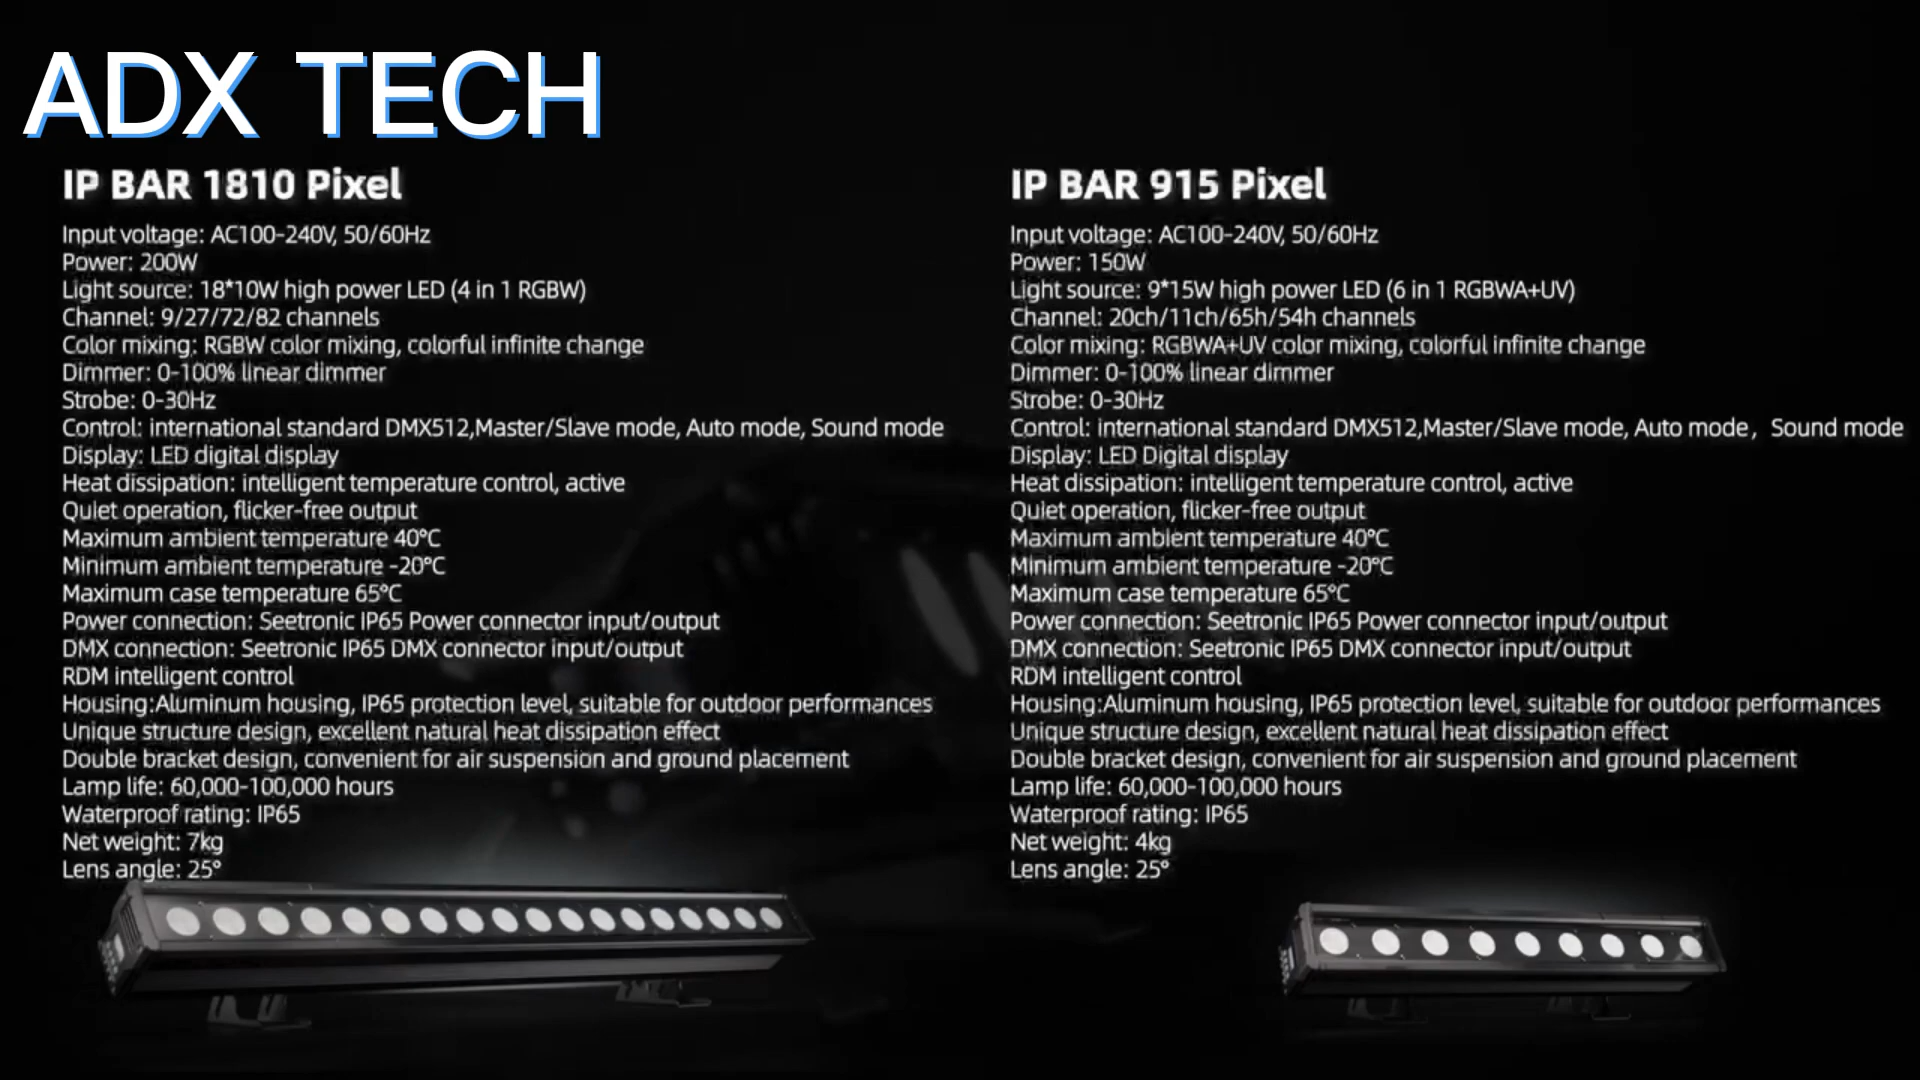 ADX TECH
IP BAR 1810 Pixel
Input voltage: AC100-240V, 50/60Hz
Power: 200W
Light source: 18*10W high power LED (4 in 1 RGBW)
Channel: 9/27/72/82 channels
Color mixing: RGBW color mixing, colorful infinite change
Dimmer: 0-100% linear dimmer
Strobe: 0-30Hz
Control: international standard DMX512,Master/Slave mode, Auto mode, Sound mode
Display: LED digital display
Heat dissipation: intelligent temperature control, active
Quiet operation, flicker-free output
Maximum ambient temperature 40°C
Minimum ambient temperature -20°C
Maximum case temperature 65°C
Power connection: Seetronic IP65 Power connector input/output
DMX connection: Seetronic IP65 DMX connector input/output
RDM intelligent control
Housing:Aluminum housing, IP65 protection level, suitable for outdoor performances
Unique structure design, excellent natural heat dissipation effect
Double bracket design, convenient for air suspension and ground placement
Lamp life: 60,000-100,000 hours
Waterproof rating: IP65
Net weight: 7kg
Lens angle: 25°
IP BAR 915 Pixel
Input voltage: AC100-240V, 50/60Hz
Power: 150W
Light source: 9*15W high power LED (6 in 1 RGBWA+UV)
Channel: 20ch/11ch/65h/54h channels
Color mixing: RGBWA+UV color mixing, colorful infinite change
Dimmer: 0-100% linear dimmer
Strobe: 0-30Hz
Control: international standard DMX512,Master/Slave mode, Auto mode，Sound mode
Display: LED Digital display
Heat dissipation: intelligent temperature control, active
Quiet operation, flicker-free output
Maximum ambient temperature 40°C
Minimum ambient temperature -20°C
Maximum case temperature 65°C
Power connection: Seetronic IP65 Power connector input/output
DMX connection: Seetronic IP65 DMX connector input/output
RDM intelligent control
Housing:Aluminum housing, IP65 protection level, suitable for outdoor performances
Unique structure design, excellent natural heat dissipation effect
Double bracket design, convenient for air suspension and ground placement
Lamp life: 60,000-100,000 hours
Waterproof rating: IP65
Net weight: 4kg
Lens angle: 25°